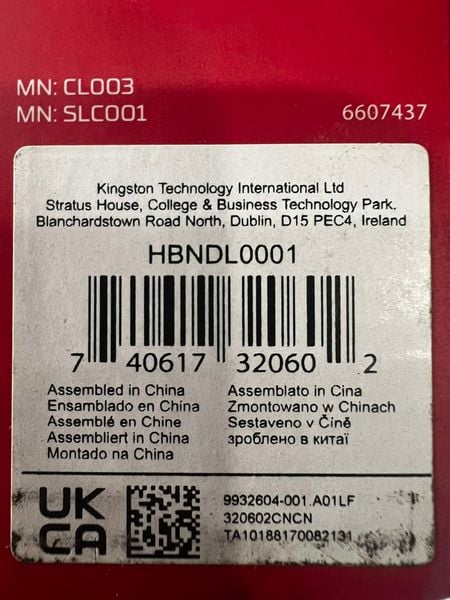 MN: CL003
MN: SLC001 6607437
Kingston Technology International Ltd
Stratus House, College & Business Technology Park.
Blanchardstown Road North, Dublin, D15 PEC4, Ireland
HBNDL0001
7 40617 32060 2
Assembled in China
Ensamblado en China
Assemblé en Chine
Assembliert in China
Montado na China
Assemblato in Cina
Zmontowano w Chinach
Sestaveno v Číně
зроблено в китаї
UK
CA
9932604-001.A01LF
320602CNCN
TA10188170082131